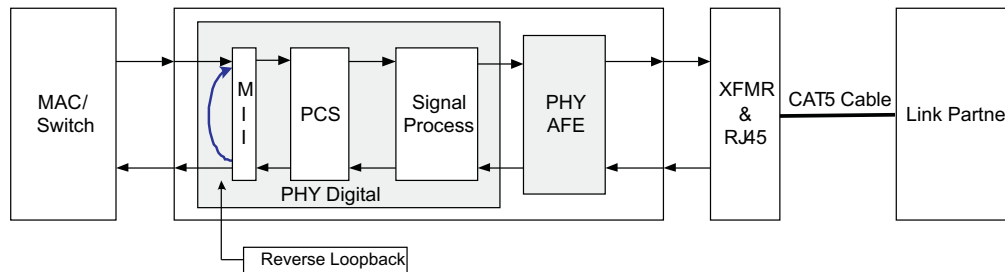 MAC/
Switch
M
I
I
PCS
Signal
Process
PHY
AFE
XFMR
&
RJ45
CAT5 Cable
Link Partne
PHY Digital
Reverse Loopback